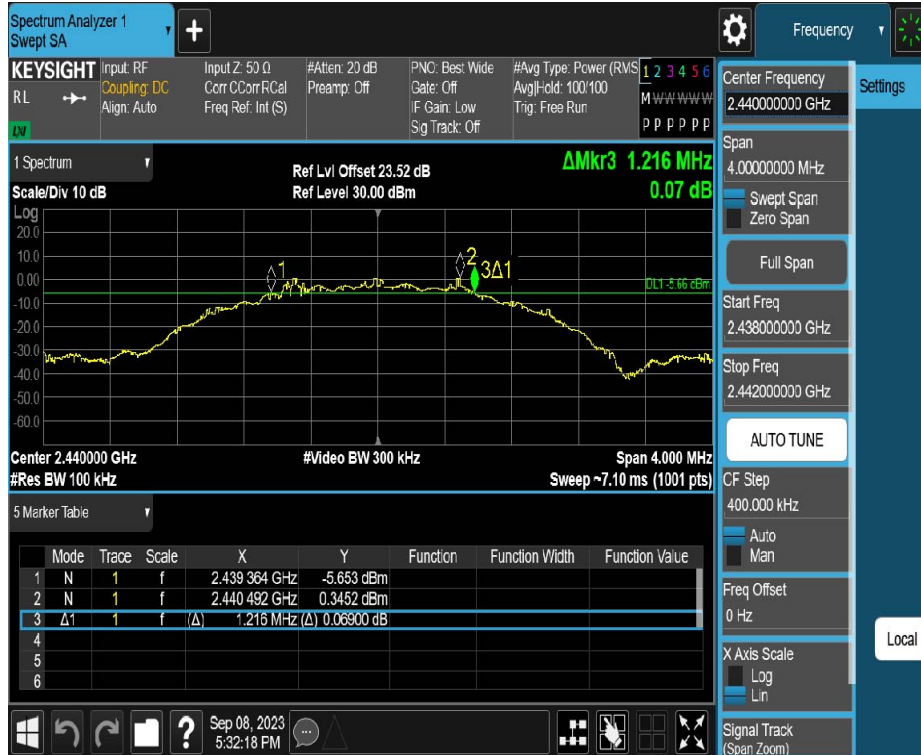 Spectrum Analyzer 1
Swept SA
+
Frequency
KEYSIGHT
RL
LXI
Input: RF
Coupling: DC
Align: Auto
Input Z: 50 Ω
Corr CCorr RCal
Freq Ref: Int (S)
#Atten: 20 dB
Preamp: Off
PNO: Best Wide
Gate: Off
IF Gain: Low
Sig Track: Off
#Avg Type: Power (RMS
Avg|Hold: 100/100
Trig: Free Run
1 2 3 4 5 6
M W W W W W
P P P P P P
1 Spectrum
Scale/Div 10 dB
Ref Lvl Offset 23.52 dB
Ref Level 30.00 dBm
ΔMkr3 1.216 MHz
0.07 dB
Log
20.0
10.0
0.00
-10.0
-20.0
-30.0
-40.0
-50.0
-60.0
1
2
3Δ1
DL1 -5.66 dBm
Center 2.440000 GHz
#Video BW 300 kHz
Span 4.000 MHz
#Res BW 100 kHz
Sweep ~7.10 ms (1001 pts)
5 Marker Table
Mode Trace Scale X Y Function Function Width Function Value
1 N 1 f 2.439 364 GHz -5.653 dBm
2 N 1 f 2.440 492 GHz 0.3452 dBm
3 Δ1 1 f (Δ) 1.216 MHz (Δ) 0.06900 dB
4
5
6
?
Sep 08, 2023
5:32:18 PM
Center Frequency
2.440000000 GHz
Settings
Span
4.00000000 MHz
Swept Span
Zero Span
Full Span
Start Freq
2.438000000 GHz
Stop Freq
2.442000000 GHz
AUTO TUNE
CF Step
400.000 kHz
Auto
Man
Freq Offset
0 Hz
Local
X Axis Scale
Log
Lin
Signal Track
(Span Zoom)